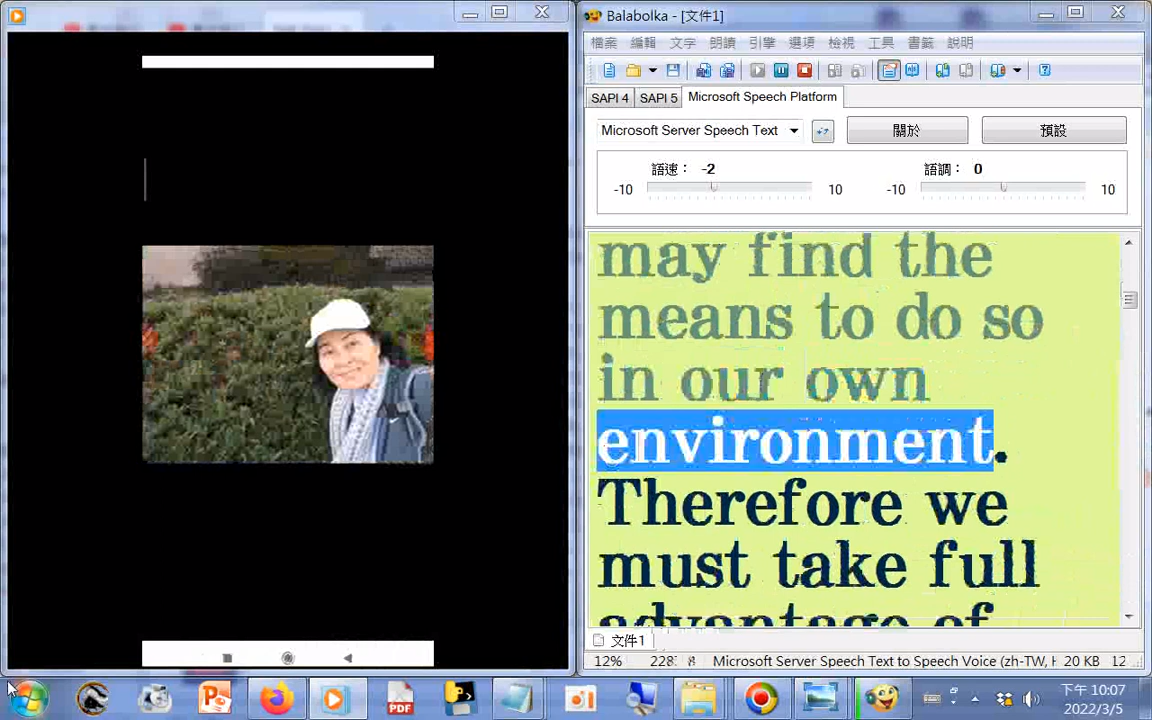 Balabolka - [文件1]
檔案 編輯 文字 朗讀 引擎 選項 檢視 工具 書籤 說明
SAPI 4 SAPI 5 Microsoft Speech Platform
Microsoft Server Speech Text 關於 預設
語速： -2 語調： 0
-10 10 -10 10
may find the
means to do so
in our own
environment.
Therefore we
must take full
advantage of
文件1
12% 228: Microsoft Server Speech Text to Speech Voice (zh-TW, 20 KB 12
PDF
下午 10:07
2022/3/5